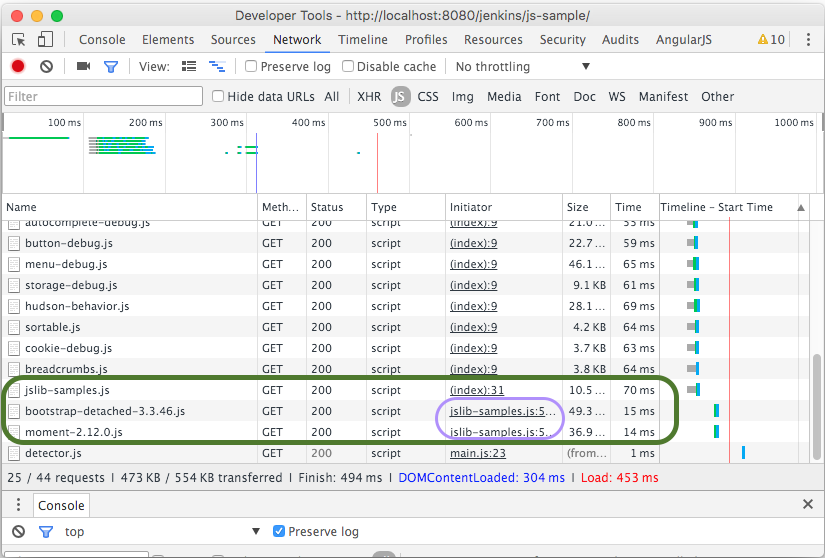 Developer Tools - http://localhost:8080/jenkins/js-sample/
Console Elements Sources Network Timeline Profiles Resources Security Audits AngularJS 10
View: Preserve log Disable cache No throttling
Filter Hide data URLs All XHR JS CSS Img Media Font Doc WS Manifest Other
100 ms 200 ms 300 ms 400 ms 500 ms 600 ms 700 ms 800 ms 900 ms 1000 ms
Name Meth... Status Type Initiator Size Time Timeline – Start Time
autocomplete-debug.js GET 200 script (index):9 21.0 ... 55 ms
button-debug.js GET 200 script (index):9 22.7 ... 59 ms
menu-debug.js GET 200 script (index):9 46.1 ... 65 ms
storage-debug.js GET 200 script (index):9 9.1 KB 61 ms
hudson-behavior.js GET 200 script (index):9 28.1 ... 69 ms
sortable.js GET 200 script (index):9 4.2 KB 64 ms
cookie-debug.js GET 200 script (index):9 3.7 KB 63 ms
breadcrumbs.js GET 200 script (index):9 3.8 KB 64 ms
jslib-samples.js GET 200 script (index):31 10.5 ... 70 ms
bootstrap-detached-3.3.46.js GET 200 script jslib-samples.js:5... 49.3 ... 15 ms
moment-2.12.0.js GET 200 script jslib-samples.js:5... 36.9 ... 14 ms
detector.js GET 200 script main.js:23 (from... 1 ms
25 / 44 requests | 473 KB / 554 KB transferred | Finish: 494 ms | DOMContentLoaded: 304 ms | Load: 453 ms
Console
top Preserve log